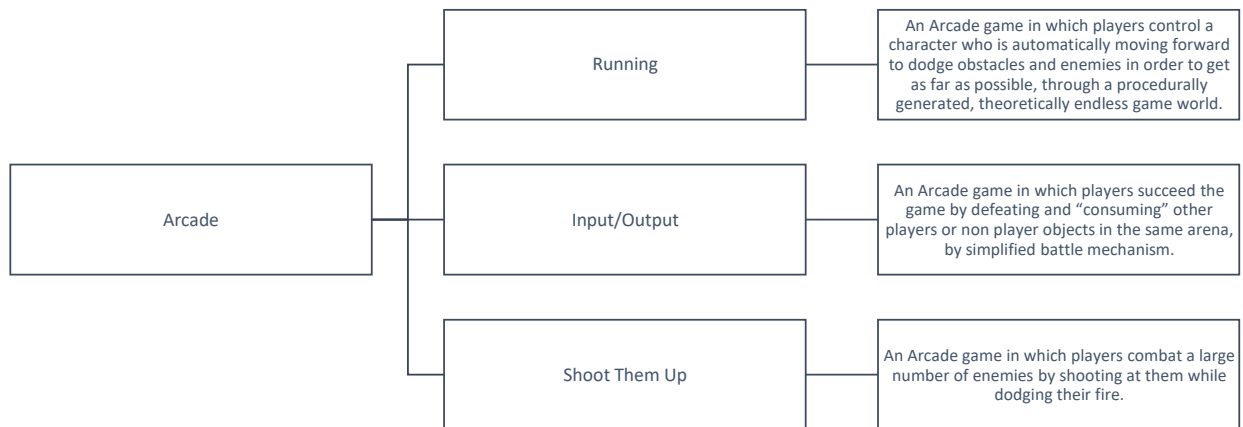 Arcade
Running
An Arcade game in which players control a
character who is automatically moving forward
to dodge obstacles and enemies in order to get
as far as possible, through a procedurally
generated, theoretically endless game world.
Input/Output
An Arcade game in which players succeed the
game by defeating and “consuming” other
players or non player objects in the same arena,
by simplified battle mechanism.
Shoot Them Up
An Arcade game in which players combat a large
number of enemies by shooting at them while
dodging their fire.